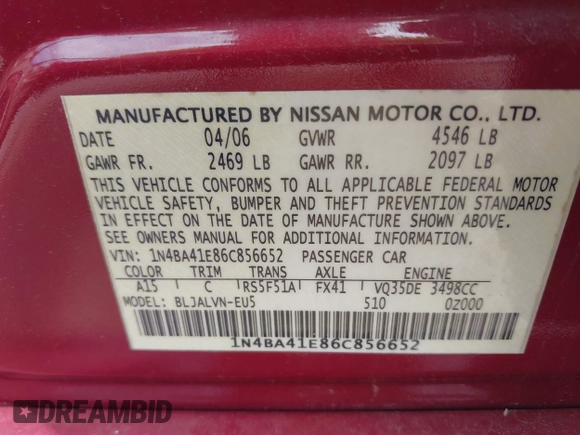 MANUFACTURED BY NISSAN MOTOR CO., LTD.
DATE 04/06 GVWR 4546 LB
GAWR FR. 2469 LB GAWR RR. 2097 LB
THIS VEHICLE CONFORMS TO ALL APPLICABLE FEDERAL MOTOR
VEHICLE SAFETY, BUMPER AND THEFT PREVENTION STANDARDS
IN EFFECT ON THE DATE OF MANUFACTURE SHOWN ABOVE.
SEE OWNERS MANUAL FOR ADDITIONAL INFORMATION
VIN: 1N4BA41E86C856652 PASSENGER CAR
COLOR TRIM TRANS AXLE ENGINE
A15 C RS5F51A FX41 VQ35DE 3498CC
MODEL: BLJALVN-EU5 510 0Z000
1N4BA41E86C856652
DREAMBID